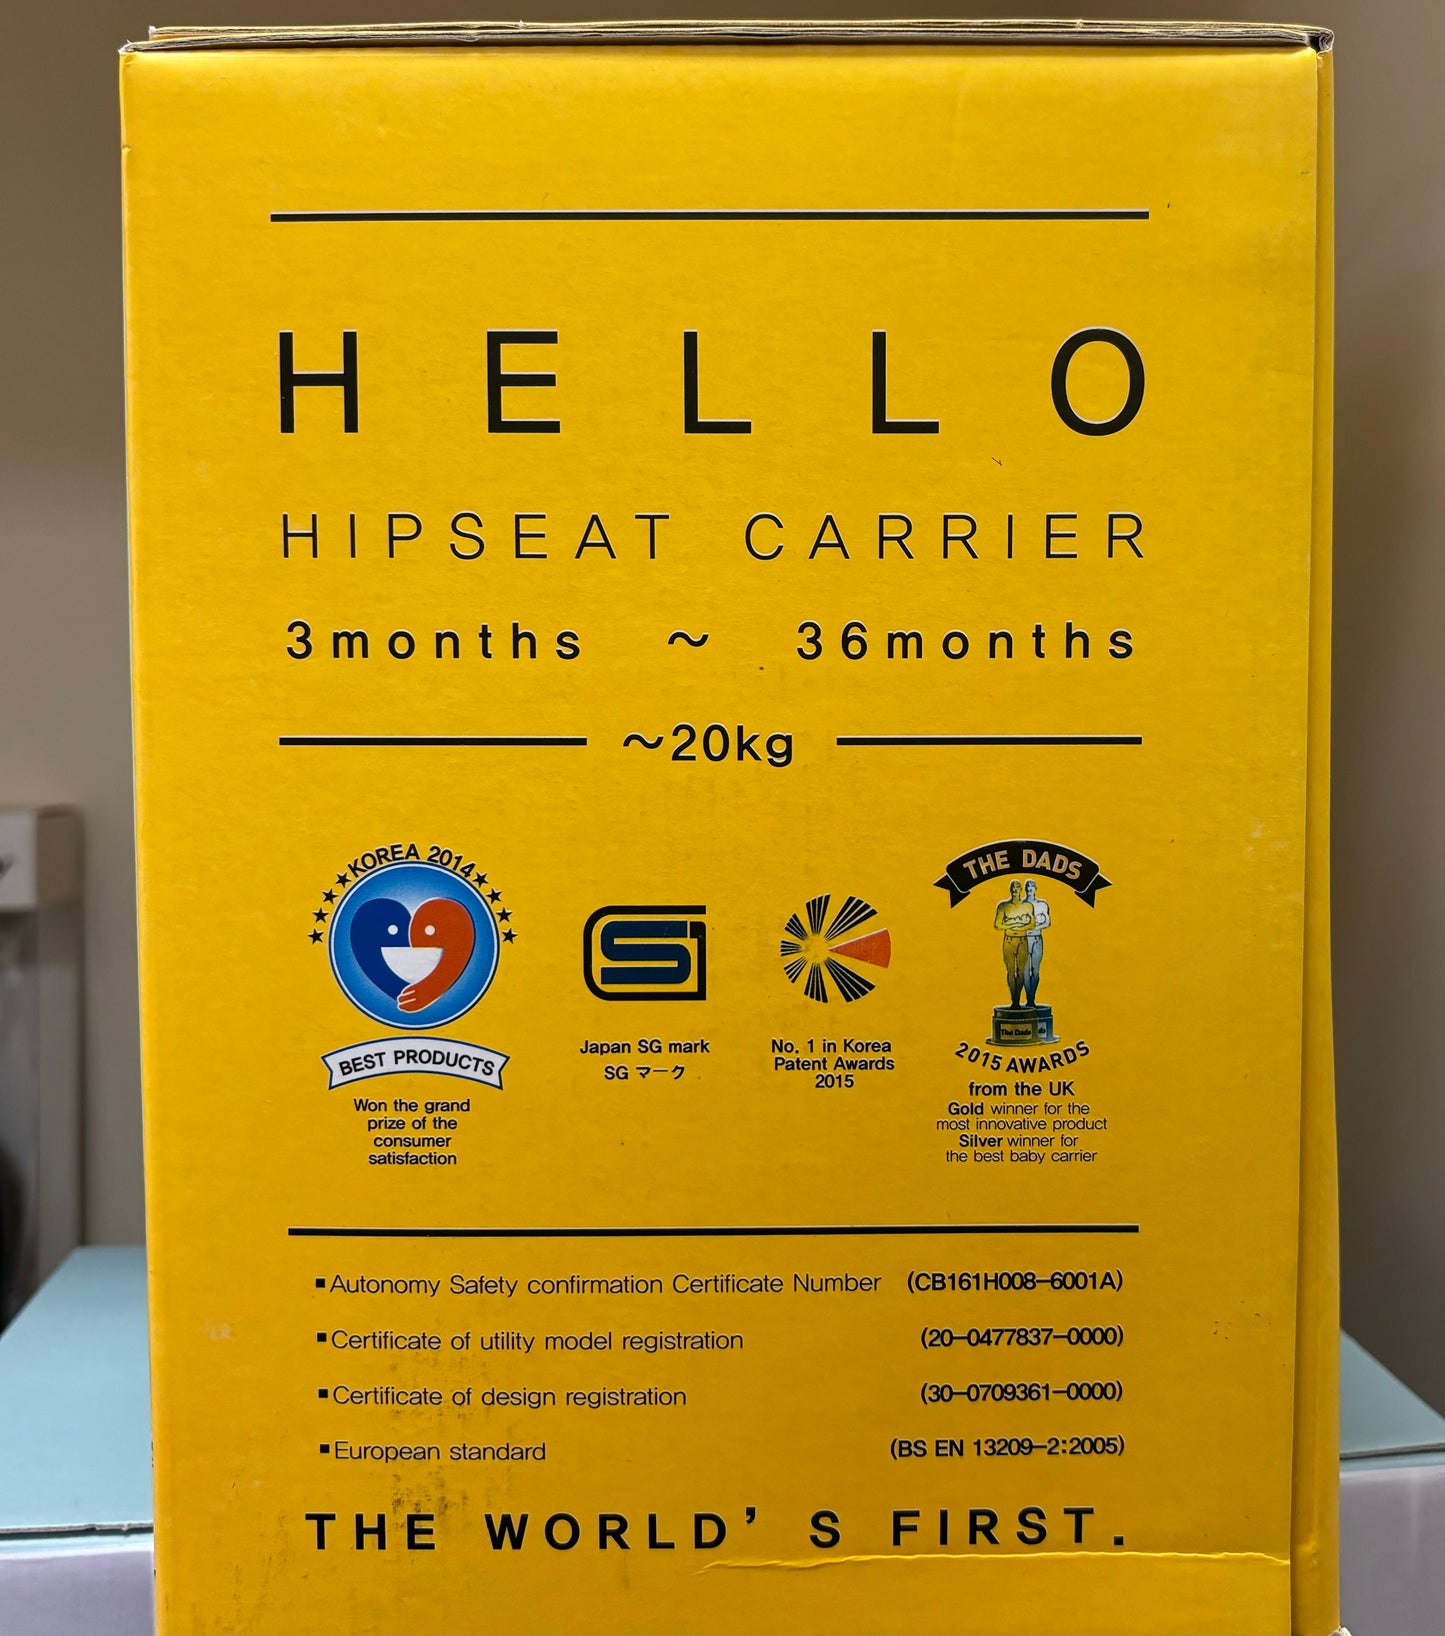 HELLO
HIPSEAT CARRIER
3months ~ 36months
~20kg
KOREA 2014
BEST PRODUCTS
Won the grand
prize of the
consumer
satisfaction
SG
Japan SG mark
SG マーク
No. 1 in Korea
Patent Awards
2015
THE DADS
The Dads
2015 AWARDS
from the UK
Gold winner for the
most innovative product
Silver winner for
the best baby carrier
▪Autonomy Safety confirmation Certificate Number (CB161H008-6001A)
▪Certificate of utility model registration (20-0477837-0000)
▪Certificate of design registration (30-0709361-0000)
▪European standard (BS EN 13209-2:2005)
THE WORLD'S FIRST.